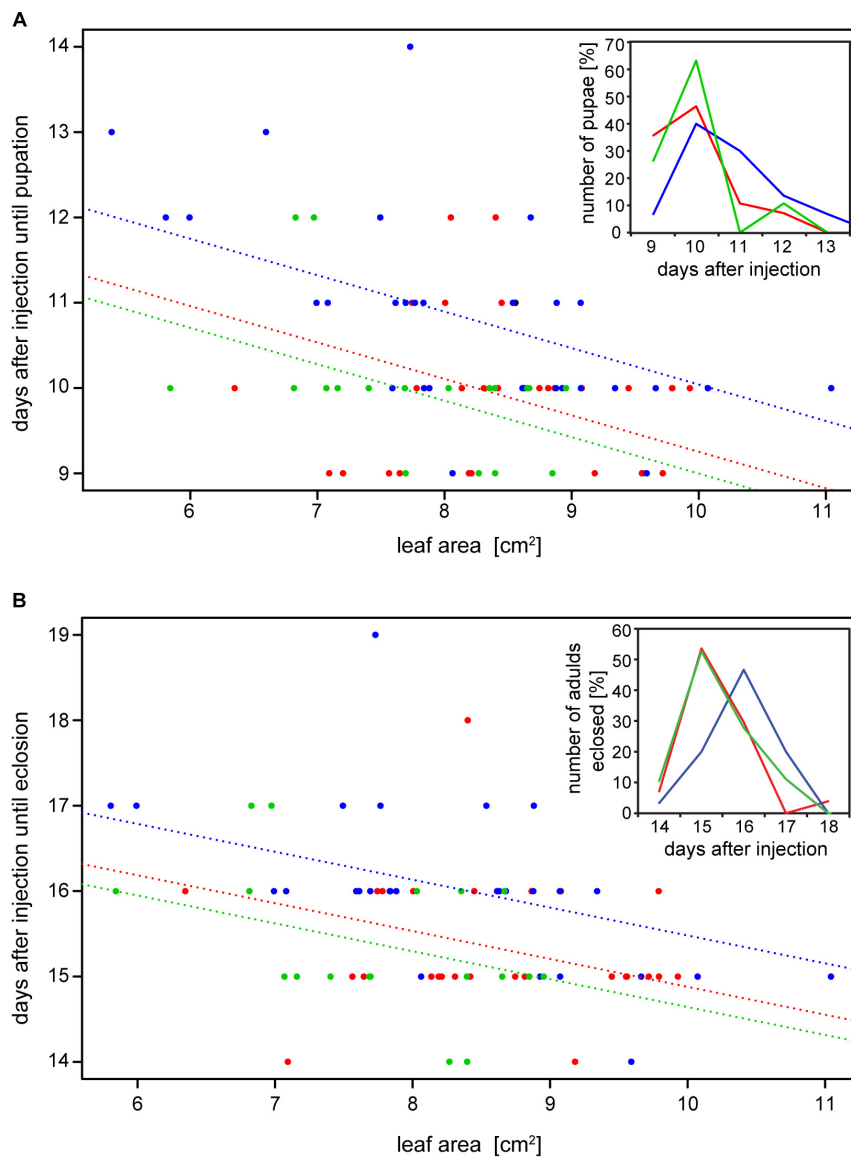 A
days after injection until pupation
14
13
12
11
10
9
6 7 8 9 10 11
leaf area [cm²]
number of pupae [%]
70
60
50
40
30
20
10
0
9 10 11 12 13
days after injection
B
days after injection until eclosion
19
18
17
16
15
14
6 7 8 9 10 11
leaf area [cm²]
number of adulds
eclosed [%]
60
50
40
30
20
10
0
14 15 16 17 18
days after injection